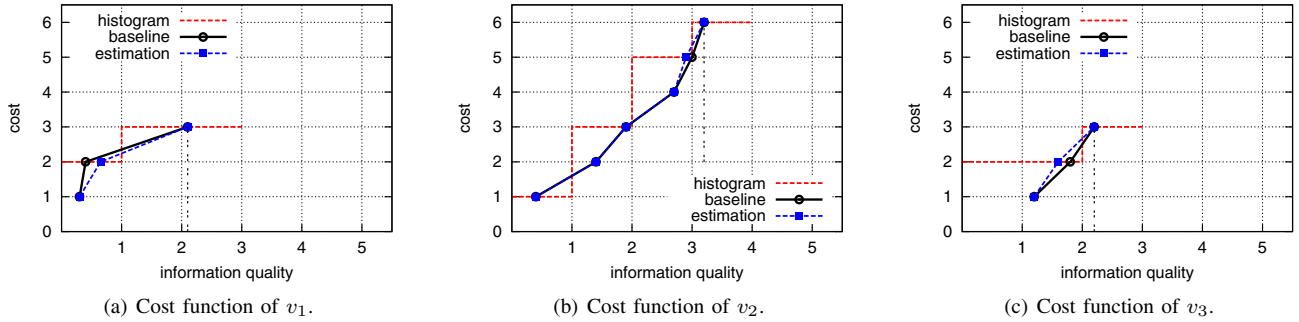 6
5
4
3
2
1
0
cost
histogram
baseline
estimation
1 2 3 4 5
information quality
(a) Cost function of v₁.
6
5
4
3
2
1
0
cost
histogram
baseline
estimation
1 2 3 4 5
information quality
(b) Cost function of v₂.
6
5
4
3
2
1
0
cost
histogram
baseline
estimation
1 2 3 4 5
information quality
(c) Cost function of v₃.